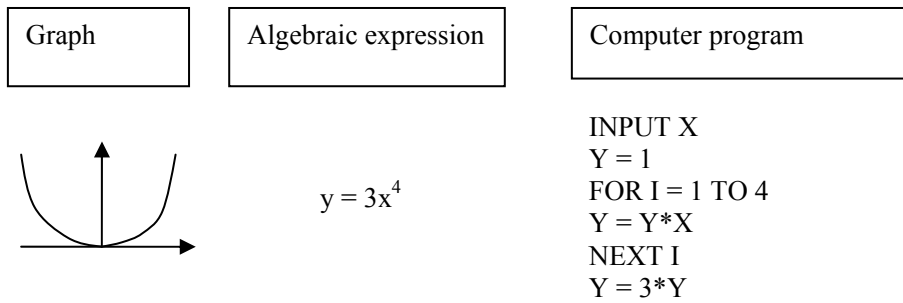 Graph
Algebraic expression
Computer program
y = 3x⁴
INPUT X
Y = 1
FOR I = 1 TO 4
Y = Y*X
NEXT I
Y = 3*Y